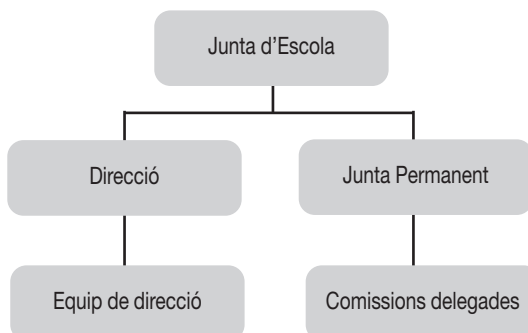 Junta d’Escola
Direcció
Junta Permanent
Equip de direcció
Comissions delegades